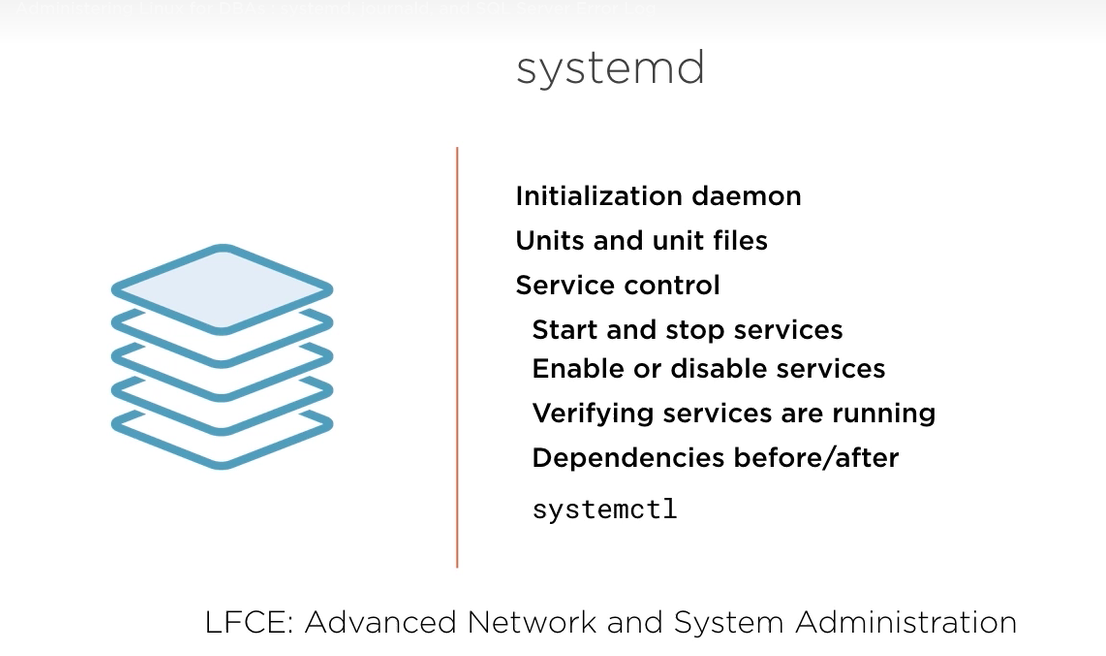 systemd
Initialization daemon
Units and unit files
Service control
Start and stop services
Enable or disable services
Verifying services are running
Dependencies before/after
systemctl
LFCE: Advanced Network and System Administration